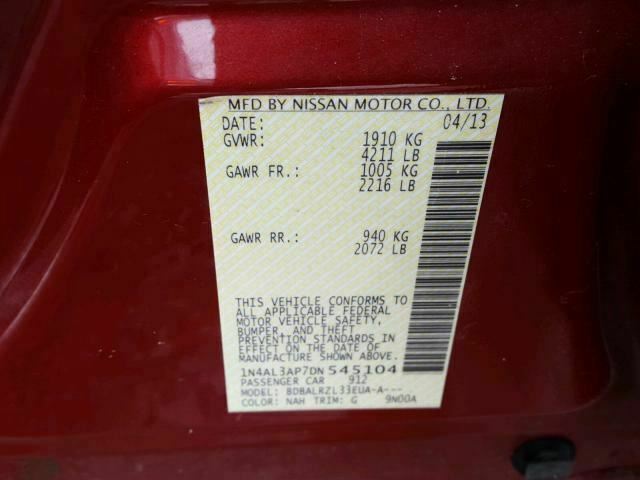 MFD BY NISSAN MOTOR CO., LTD.
DATE: 04/13
GVWR: 1910 KG
4211 LB
GAWR FR.: 1005 KG
2216 LB
GAWR RR.: 940 KG
2072 LB
THIS VEHICLE CONFORMS TO
ALL APPLICABLE FEDERAL
MOTOR VEHICLE SAFETY,
BUMPER, AND THEFT
PREVENTION STANDARDS
IN EFFECT ON THE DATE OF
MANUFACTURE SHOWN ABOVE.
1N4AL3AP7DN545104
PASSENGER CAR 912
MODEL: BDBALRZL33EUA-A---
COLOR: NAH TRIM: G 9N00A